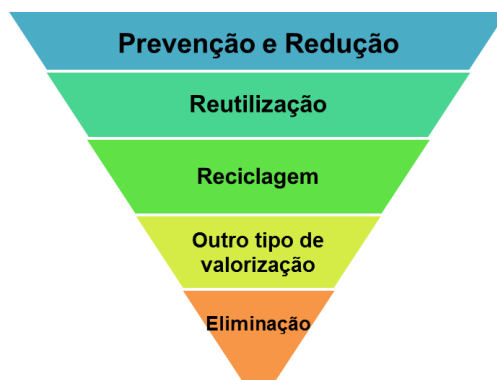 Prevenção e Redução
Reutilização
Reciclagem
Outro tipo de
valorização
Eliminação